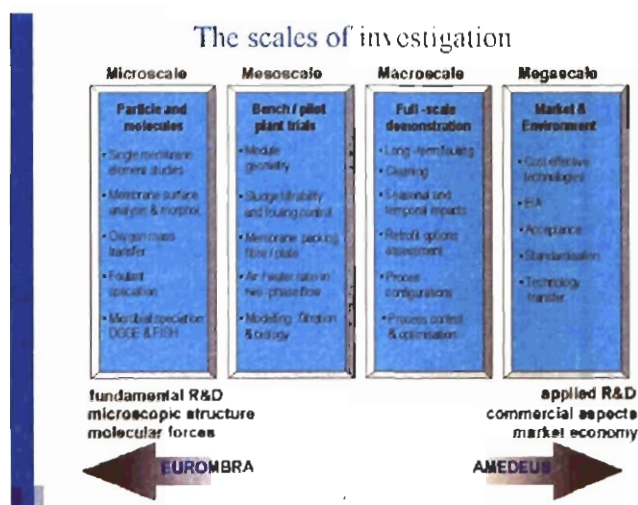 The scales of investigation
Microscale
Mesoscale
Macroscale
Megascale
Particle and
molecules
• Single membrane
element studies
• Membrane surface
analysis & morphol.
• Oxygen mass
transfer
• Foulant
speciation
• Microbial speciation
DGGE & FISH
Bench / pilot
plant trials
• Module
geometry
• Sludge filtrability
and fouling control
• Membrane packing
fibre / plate
• Air / water ratio in
two-phase flow
• Modelling filtration
& biology
Full-scale
demonstration
• Long-term fouling
• Cleaning
• Seasonal and
temporal impacts
• Retrofit options
assessment
• Proces
configurations
• Process control
& optimisation
Market &
Environment
• Cost effective
technologies
• EIA
• Acceptance
• Standardisation
• Technology
transfer
fundamental R&D
microscopic structure
molecular forces
applied R&D
commercial aspects
market economy
EUROMBRA
AMEDEUS